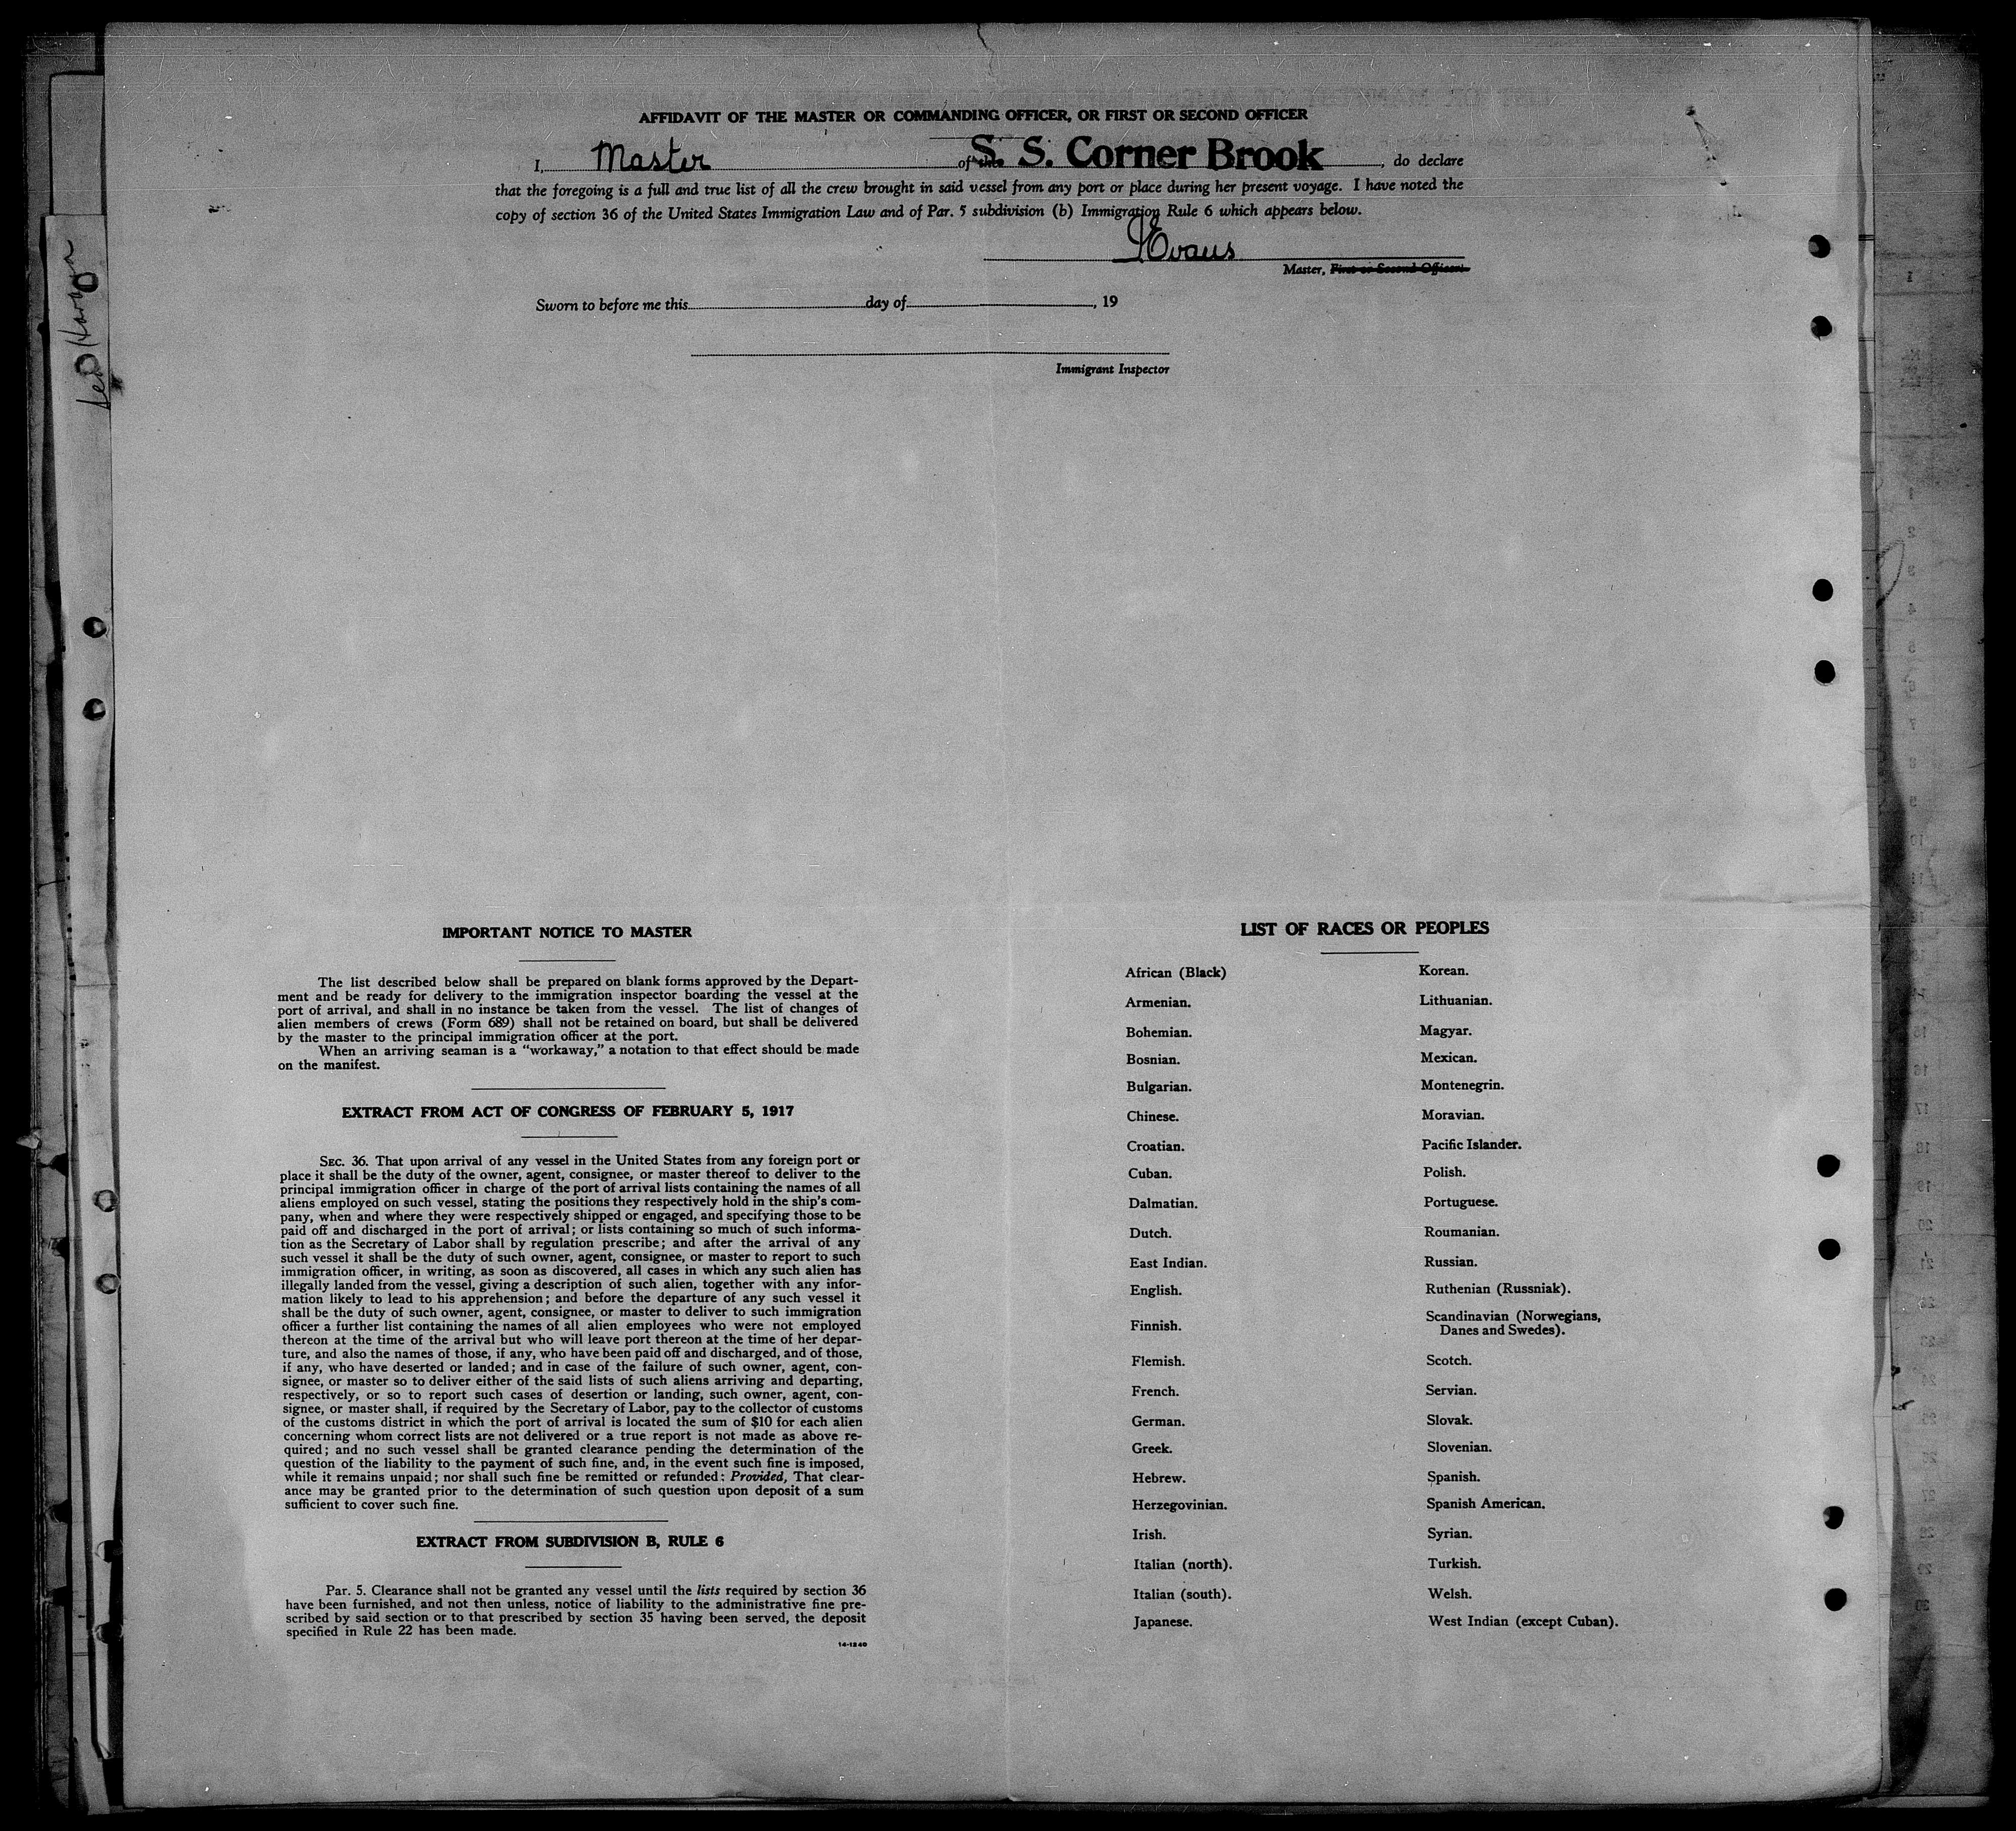 AFFIDAVIT OF THE MASTER OR COMMANDING OFFICER, OR FIRST OR SECOND OFFICER
I, Master of the S. S. Corner Brook, do declare
that the foregoing is a full and true list of all the crew brought in said vessel from any port or place during her present voyage. I have noted the
copy of section 36 of the United States Immigration Law and of Par. 5 subdivision (b) Immigration Rule 6 which appears below.
Evans
Master, First or Second Officer.
Sworn to before me this day of , 19
Immigrant Inspector
IMPORTANT NOTICE TO MASTER
The list described below shall be prepared on blank forms approved by the Depart-
ment and be ready for delivery to the immigration inspector boarding the vessel at the
port of arrival, and shall in no instance be taken from the vessel. The list of changes of
alien members of crews (Form 689) shall not be retained on board, but shall be delivered
by the master to the principal immigration officer at the port.
When an arriving seaman is a “workaway,” a notation to that effect should be made
on the manifest.
EXTRACT FROM ACT OF CONGRESS OF FEBRUARY 5, 1917
SEC. 36. That upon arrival of any vessel in the United States from any foreign port or
place it shall be the duty of the owner, agent, consignee, or master thereof to deliver to the
principal immigration officer in charge of the port of arrival lists containing the names of all
aliens employed on such vessel, stating the positions they respectively hold in the ship's com-
pany, when and where they were respectively shipped or engaged, and specifying those to be
paid off and discharged in the port of arrival; or lists containing so much of such informa-
tion as the Secretary of Labor shall by regulation prescribe; and after the arrival of any
such vessel it shall be the duty of such owner, agent, consignee, or master to report to such
immigration officer, in writing, as soon as discovered, all cases in which any such alien has
illegally landed from the vessel, giving a description of such alien, together with any infor-
mation likely to lead to his apprehension; and before the departure of any such vessel it
shall be the duty of such owner, agent, consignee, or master to deliver to such immigration
officer a further list containing the names of all alien employees who were not employed
thereon at the time of the arrival but who will leave port thereon at the time of her depar-
ture, and also the names of those, if any, who have been paid off and discharged, and of those,
if any, who have deserted or landed; and in case of the failure of such owner, agent, con-
signee, or master so to deliver either of the said lists of such aliens arriving and departing,
respectively, or so to report such cases of desertion or landing, such owner, agent, con-
signee, or master shall, if required by the Secretary of Labor, pay to the collector of customs
of the customs district in which the port of arrival is located the sum of $10 for each alien
concerning whom correct lists are not delivered or a true report is not made as above re-
quired; and no such vessel shall be granted clearance pending the determination of the
question of the liability to the payment of such fine, and, in the event such fine is imposed,
while it remains unpaid; nor shall such fine be remitted or refunded: Provided, That clear-
ance may be granted prior to the determination of such question upon deposit of a sum
sufficient to cover such fine.
EXTRACT FROM SUBDIVISION B, RULE 6
Par. 5. Clearance shall not be granted any vessel until the lists required by section 36
have been furnished, and not then unless, notice of liability to the administrative fine pre-
scribed by said section or to that prescribed by section 35 having been served, the deposit
specified in Rule 22 has been made.
14-1240
LIST OF RACES OR PEOPLES
African (Black)
Armenian.
Bohemian.
Bosnian.
Bulgarian.
Chinese.
Croatian.
Cuban.
Dalmatian.
Dutch.
East Indian.
English.
Finnish.
Flemish.
French.
German.
Greek.
Hebrew.
Herzegovinian.
Irish.
Italian (north).
Italian (south).
Japanese.
Korean.
Lithuanian.
Magyar.
Mexican.
Montenegrin.
Moravian.
Pacific Islander.
Polish.
Portuguese.
Roumanian.
Russian.
Ruthenian (Russniak).
Scandinavian (Norwegians,
Danes and Swedes).
Scotch.
Servian.
Slovak.
Slovenian.
Spanish.
Spanish American.
Syrian.
Turkish.
Welsh.
West Indian (except Cuban).